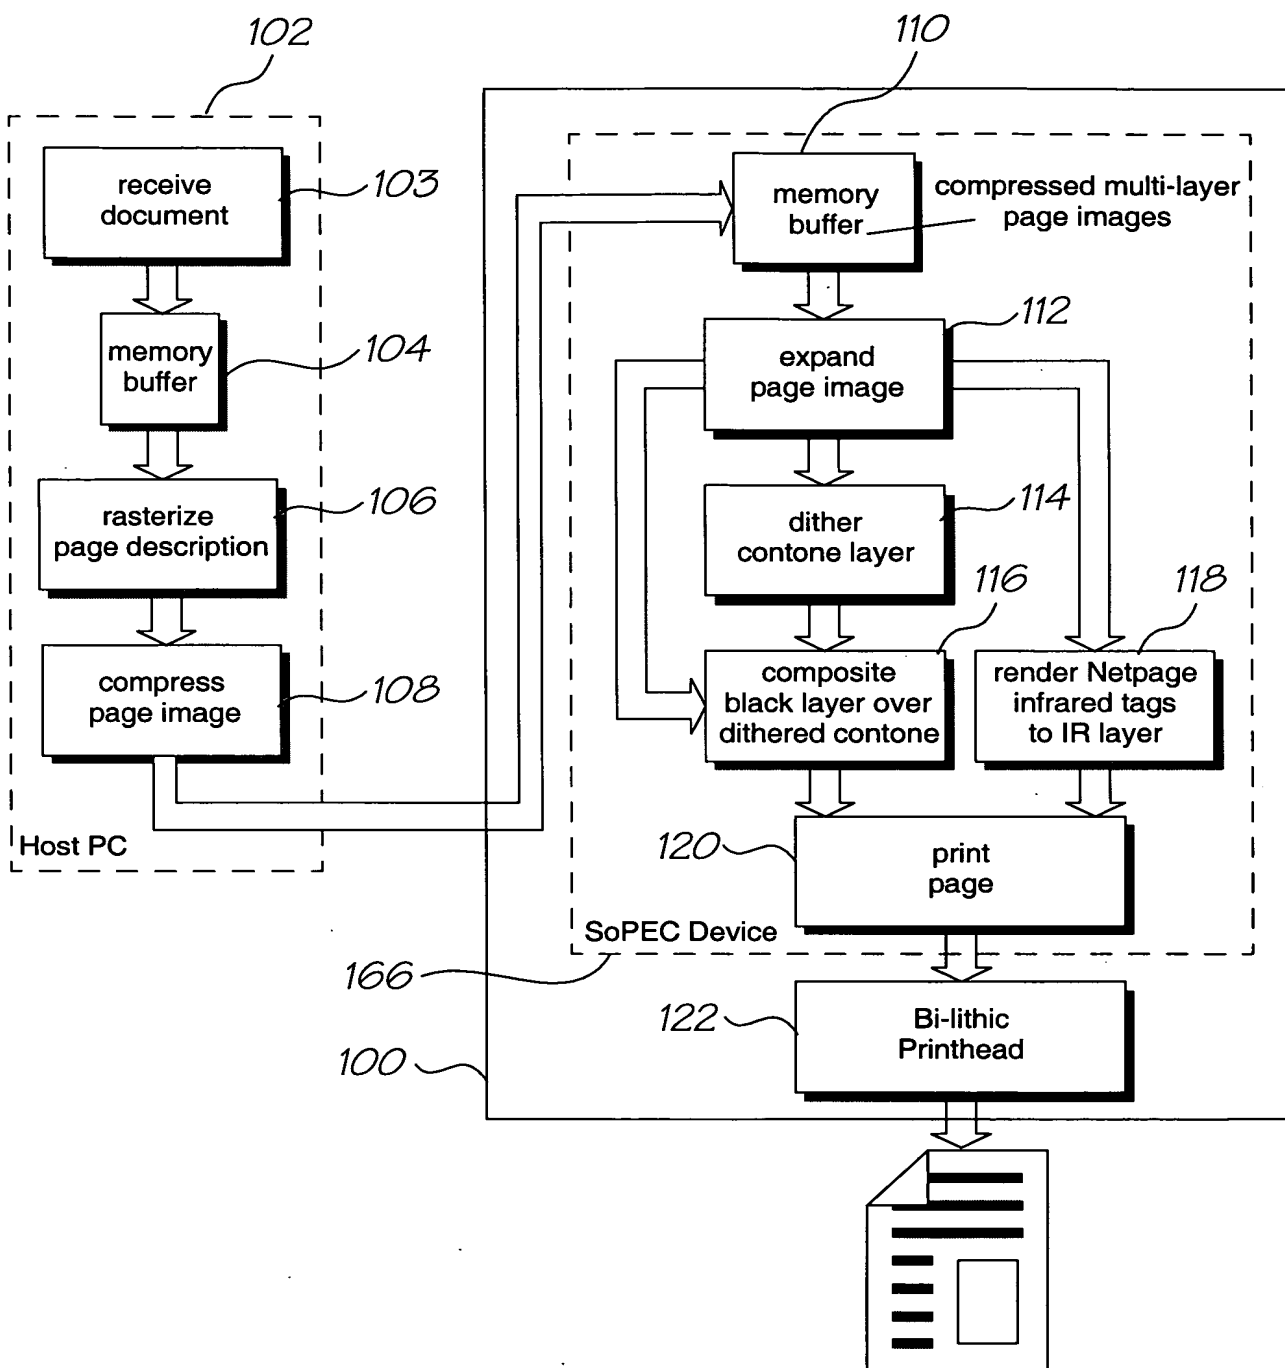 102
110
receive
document
103
memory
buffer
compressed multi-layer
page images
memory
buffer
104
expand
page image
112
rasterize
page description
106
dither
contone layer
114
compress
page image
108
composite
black layer over
dithered contone
116
render Netpage
infrared tags
to IR layer
118
Host PC
120
print
page
SoPEC Device
166
122
Bi-lithic
Printhead
100